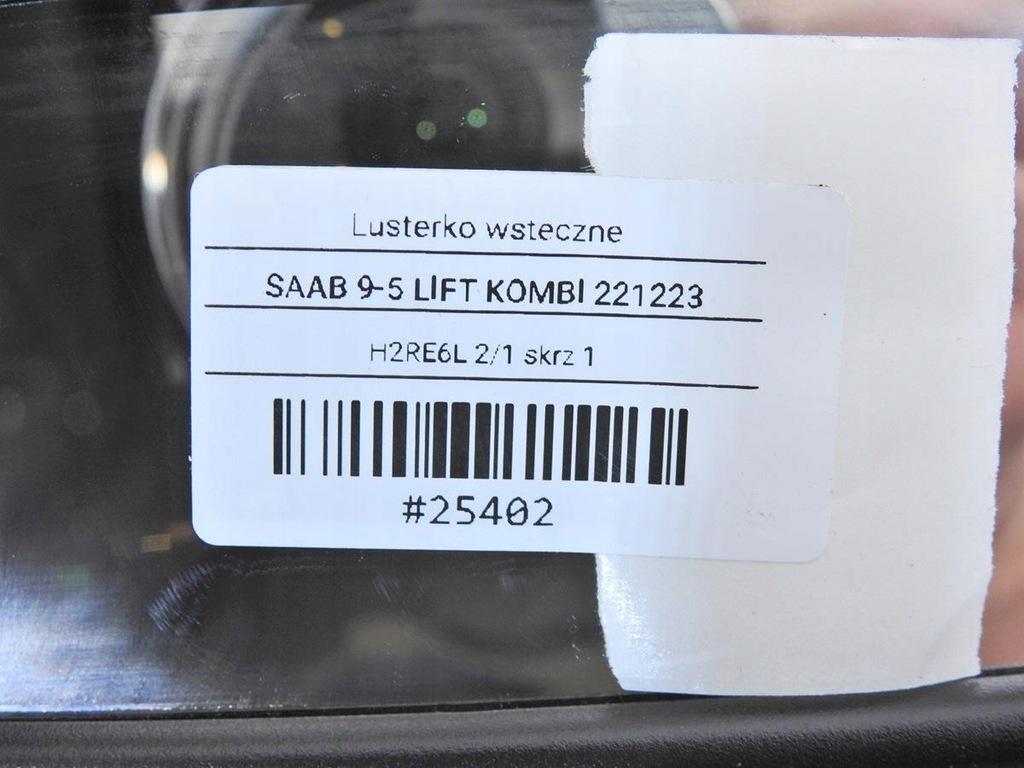 Lusterko wsteczne
SAAB 9-5 LIFT KOMBI 221223
H2RE6L 2/1 skrz 1
#25402